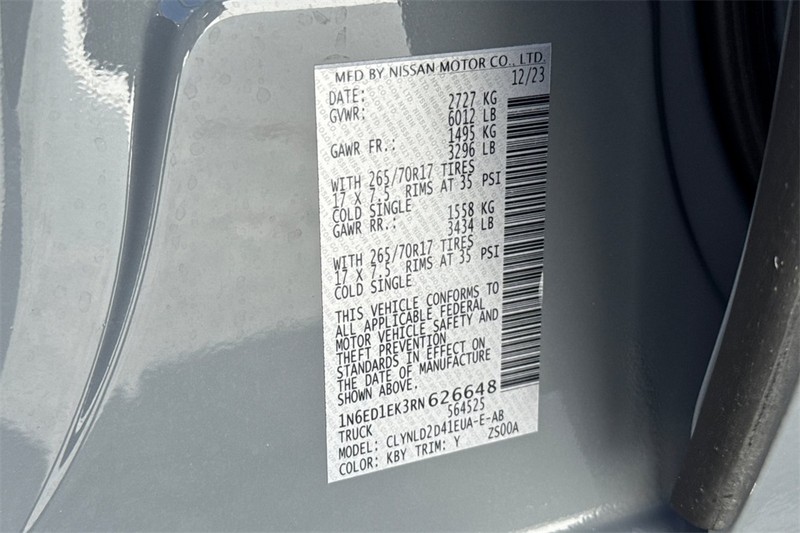 MFD BY NISSAN MOTOR CO., LTD.
DATE: 12/23
GVWR: 2727 KG
6012 LB
GAWR FR.: 1495 KG
3296 LB
WITH 265/70R17 TIRES
17 X 7.5 RIMS AT 35 PSI
COLD SINGLE
GAWR RR.: 1558 KG
3434 LB
WITH 265/70R17 TIRES
17 X 7.5 RIMS AT 35 PSI
COLD SINGLE
THIS VEHICLE CONFORMS TO
ALL APPLICABLE FEDERAL
MOTOR VEHICLE SAFETY AND
THEFT PREVENTION
STANDARDS IN EFFECT ON
THE DATE OF MANUFACTURE
SHOWN ABOVE.
1N6ED1EK3RN626648
TRUCK 564525
MODEL: CLYNLD2D41EUA-E-AB
COLOR: KBY TRIM: Y ZS00A